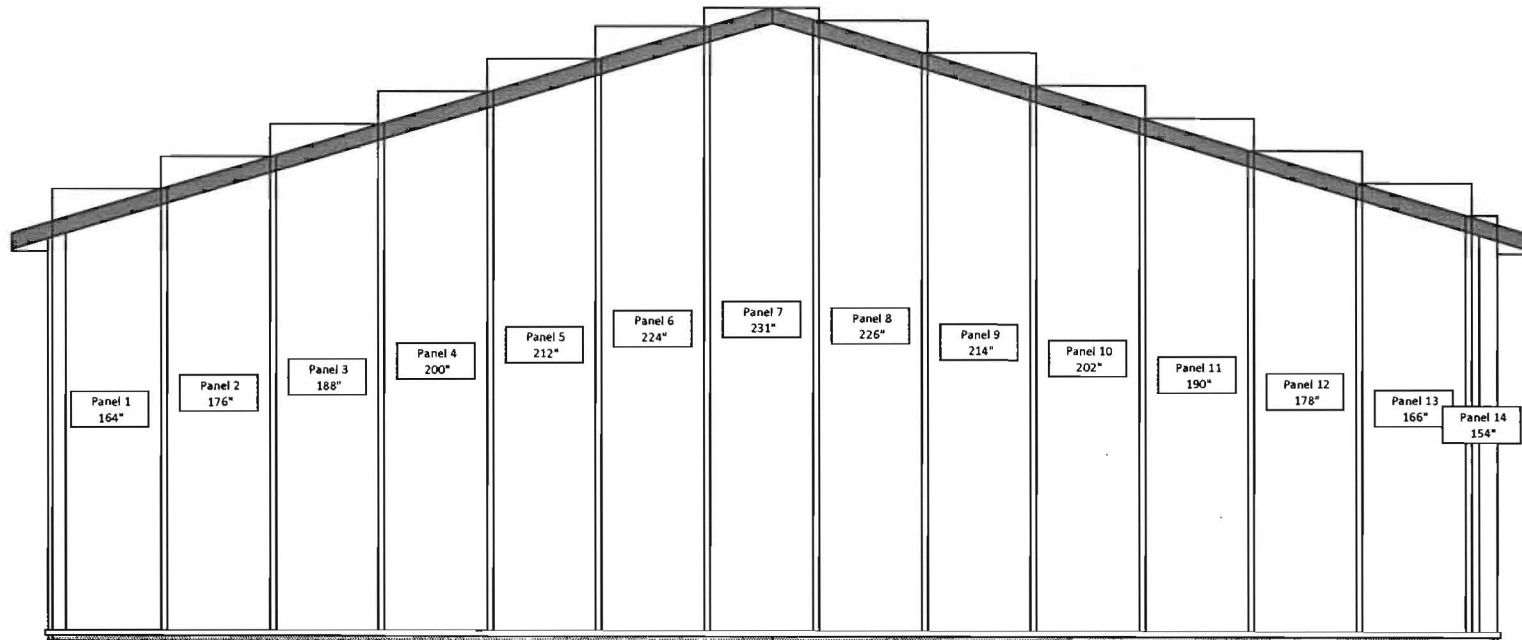 Panel 1
164"
Panel 2
176"
Panel 3
188"
Panel 4
200"
Panel 5
212"
Panel 6
224"
Panel 7
231"
Panel 8
226"
Panel 9
214"
Panel 10
202"
Panel 11
190"
Panel 12
178"
Panel 13
166"
Panel 14
154"